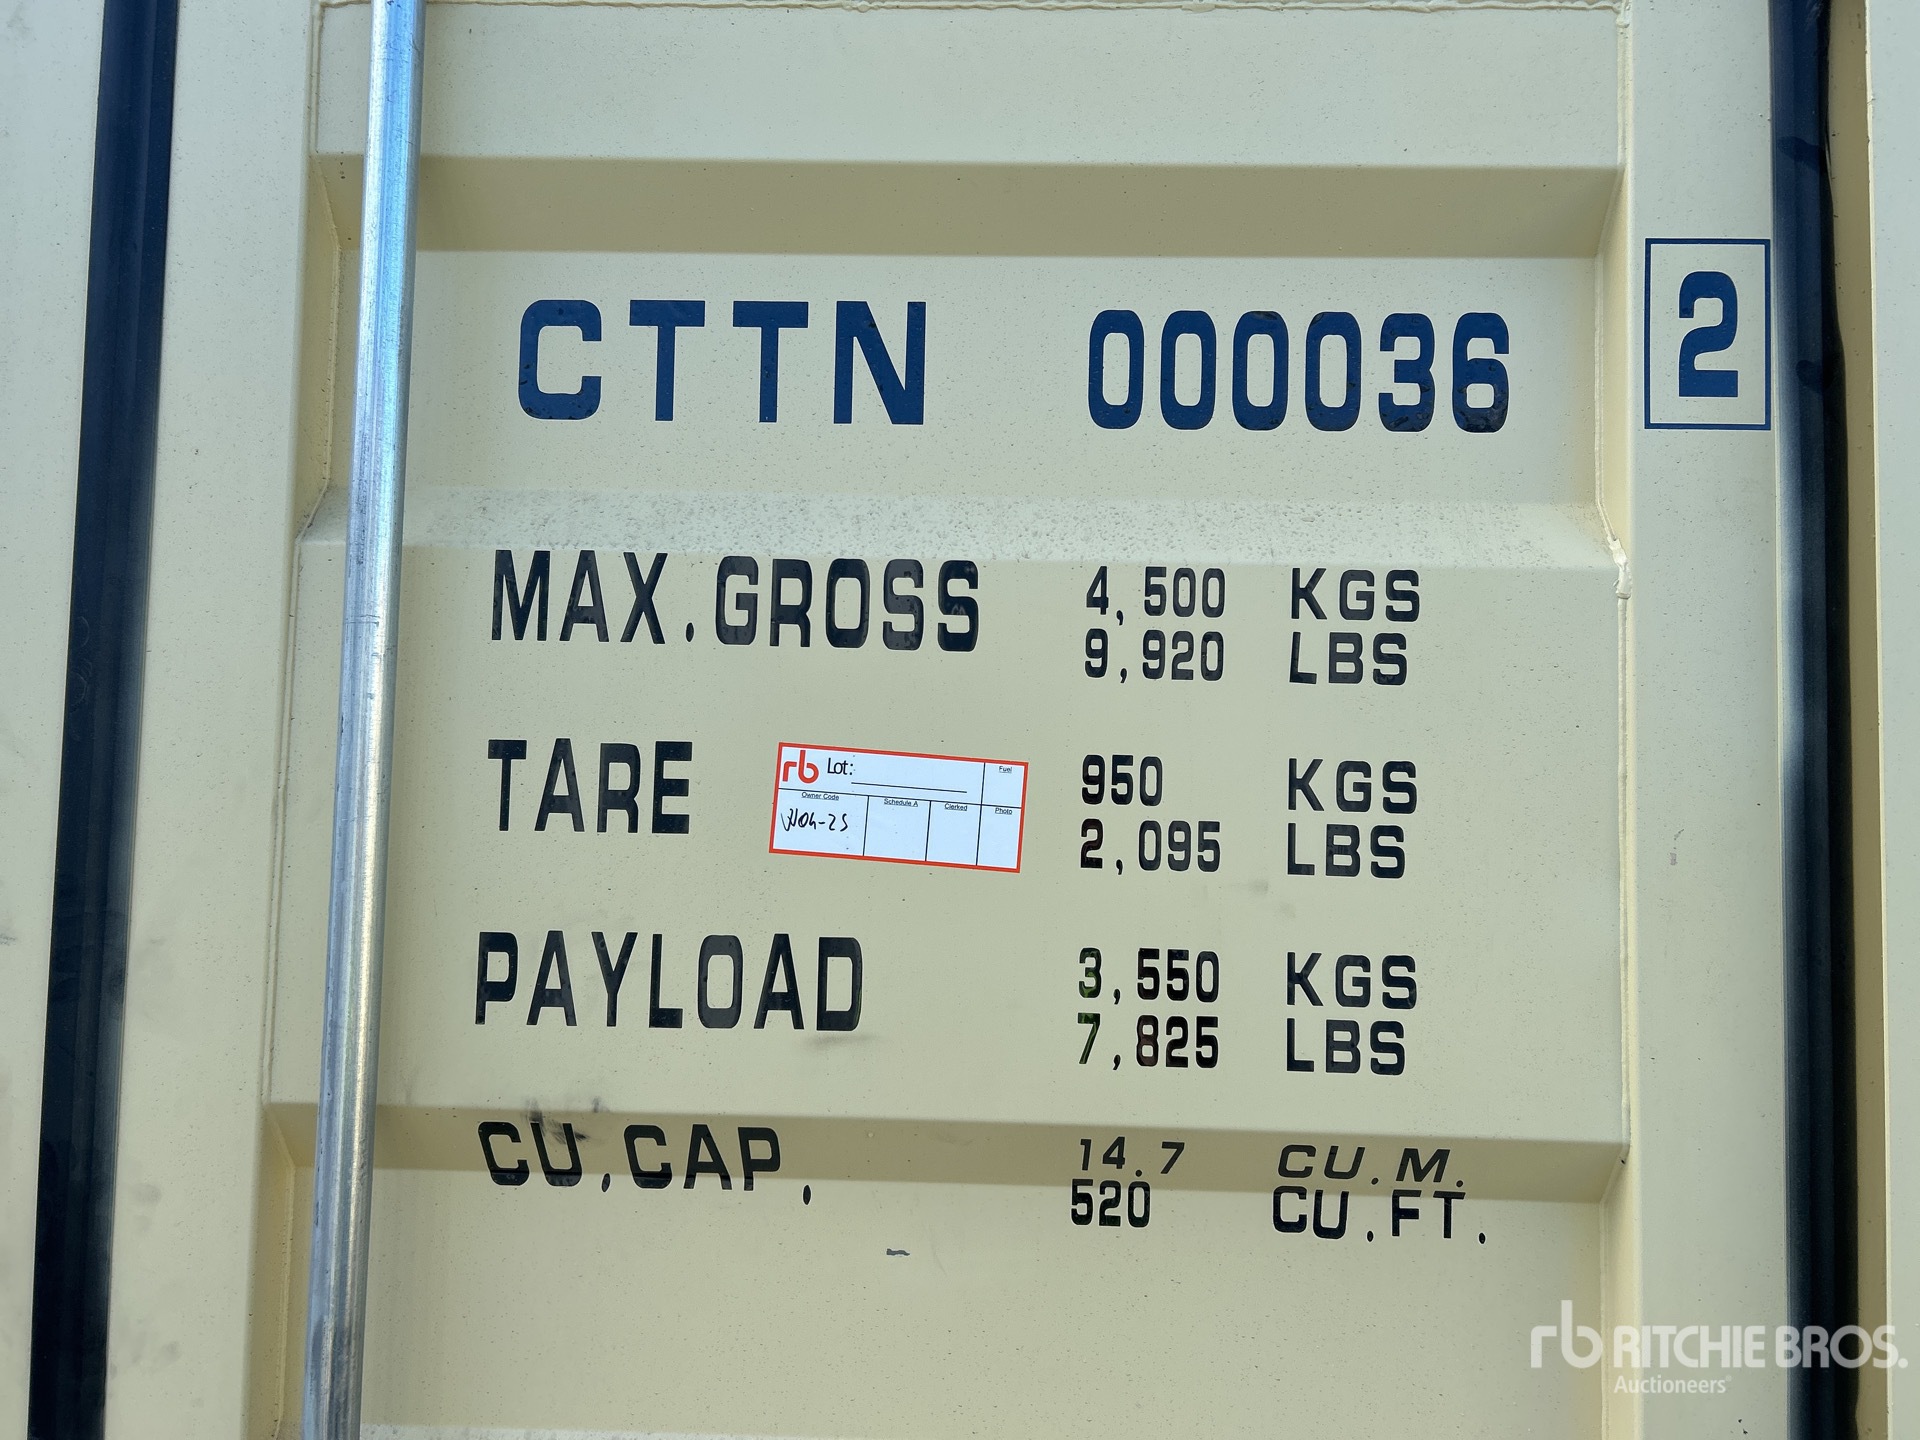 CTTN 000036 2
MAX.GROSS 4,500 KGS
9,920 LBS
TARE 950 KGS
2,095 LBS
rb Lot: Fuel
Owner Code Schedule A Clerked Photo
PAYLOAD 3,550 KGS
7,825 LBS
CU.CAP. 14.7 CU.M.
520 CU.FT.
rb RITCHIE BROS.
Auctioneers